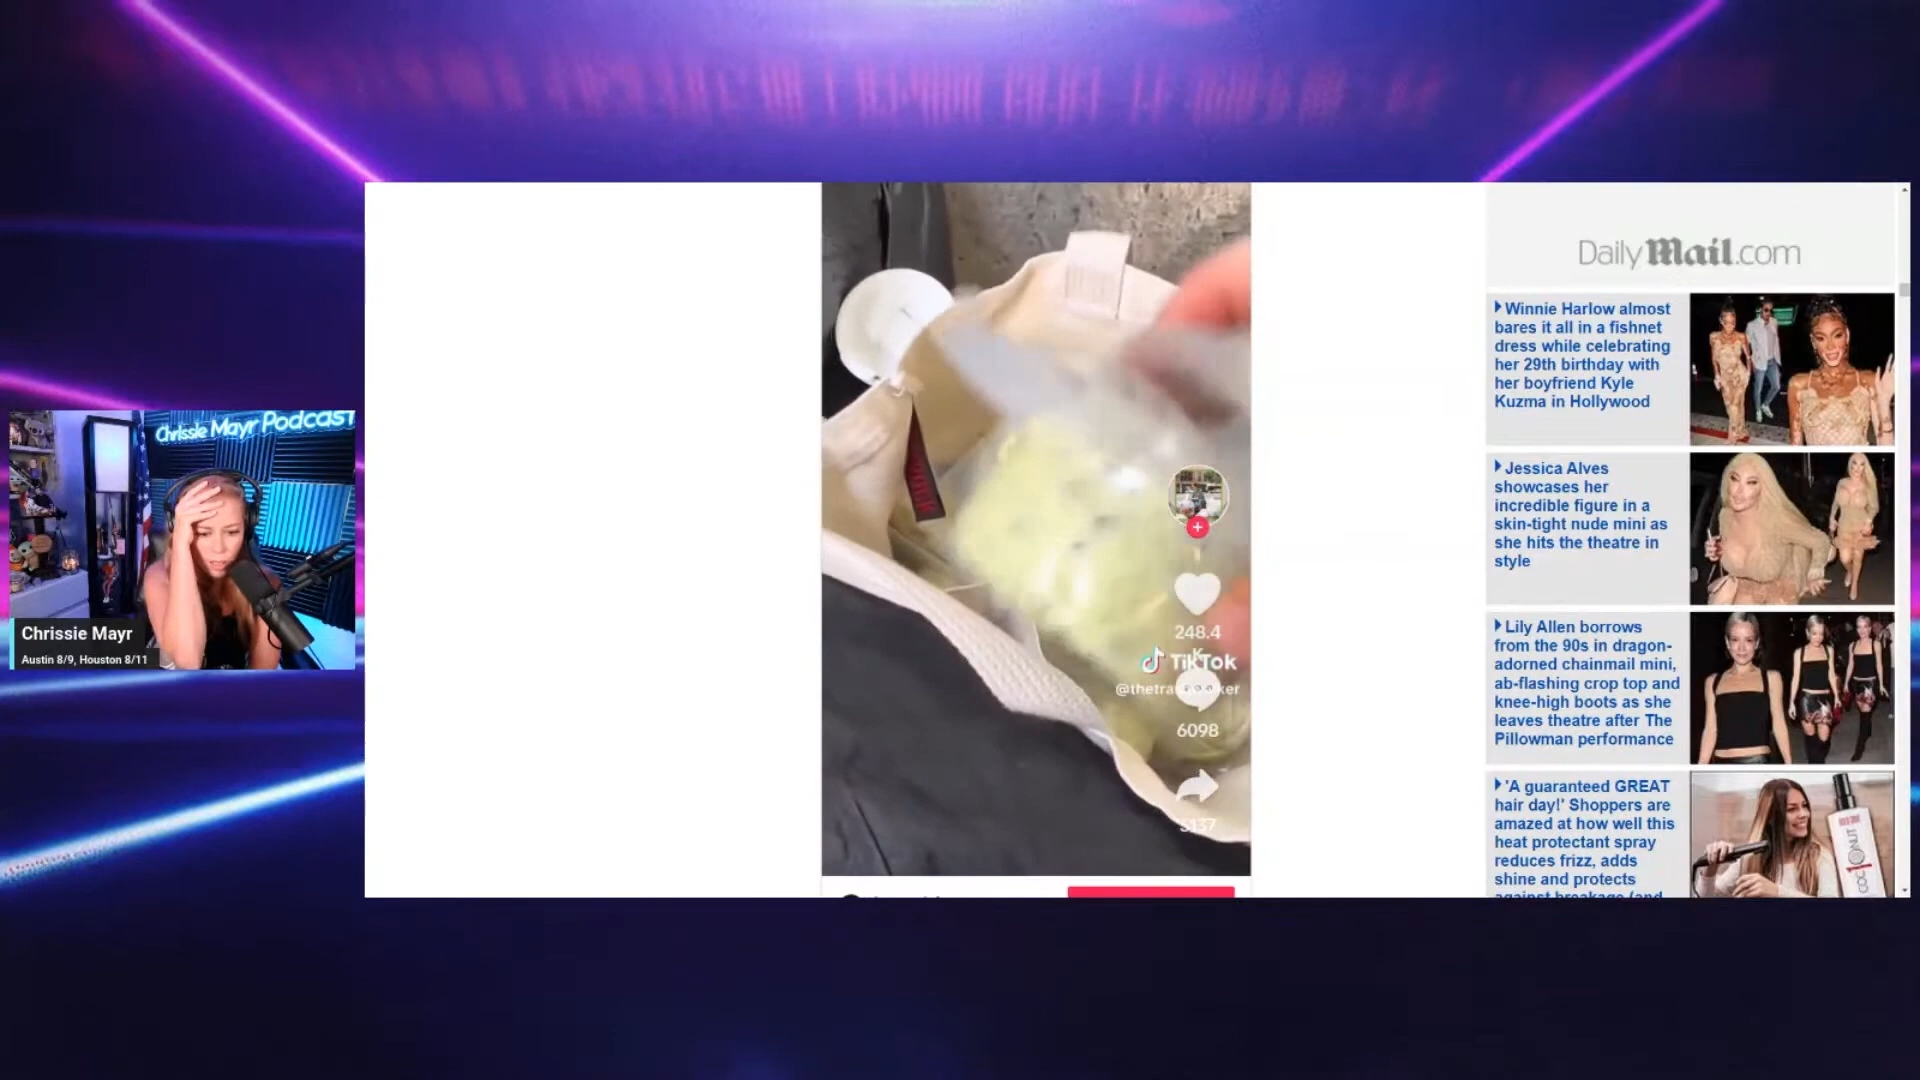 Chrissie Mayr Podcast
Chrissie Mayr
Austin 8/9, Houston 8/11
248.4
K
TikTok
6098
5137
DailyMail.com
Winnie Harlow almost
bares it all in a fishnet
dress while celebrating
her 29th birthday with
her boyfriend Kyle
Kuzma in Hollywood
Jessica Alves
showcases her
incredible figure in a
skin-tight nude mini as
she hits the theatre in
style
Lily Allen borrows
from the 90s in dragon-
adorned chainmail mini,
ab-flashing crop top and
knee-high boots as she
leaves theatre after The
Pillowman performance
'A guaranteed GREAT
hair day!' Shoppers are
amazed at how well this
heat protectant spray
reduces frizz, adds
shine and protects
against breakage (and